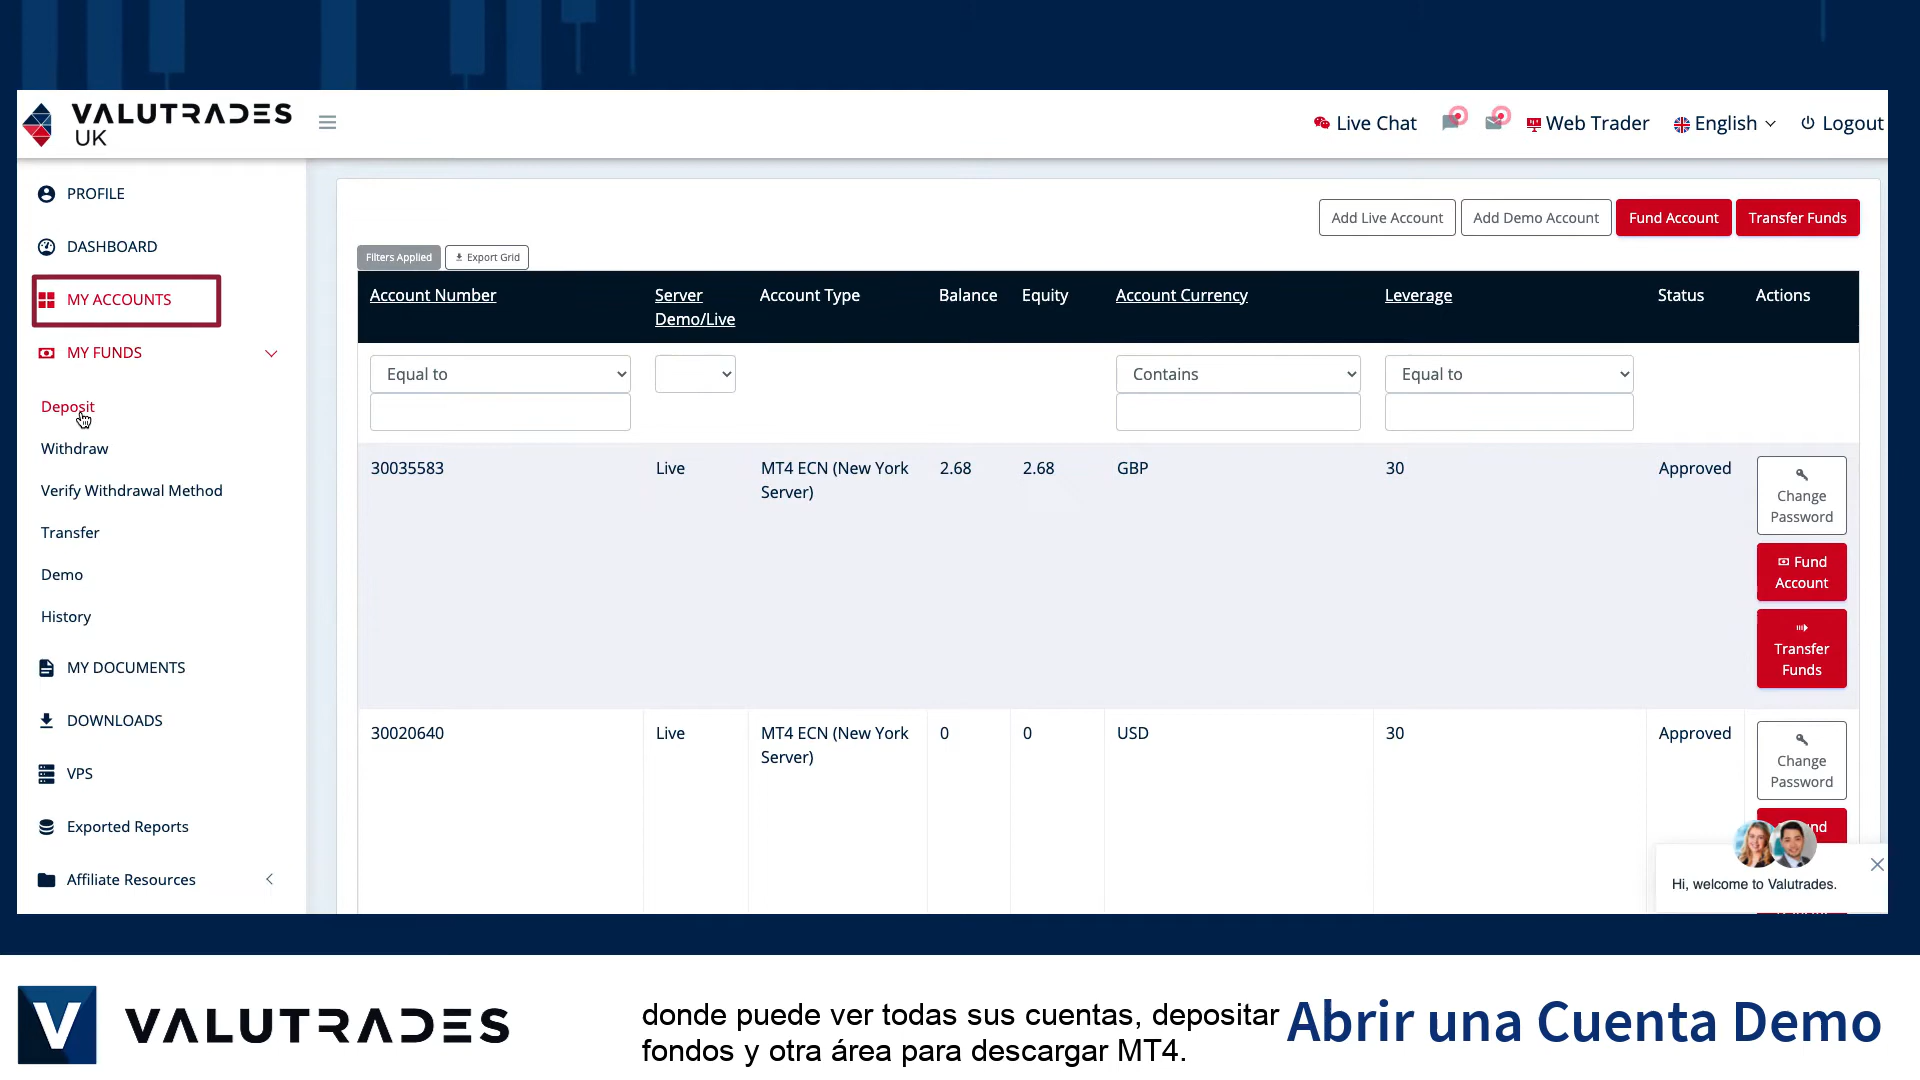 VALUTRADES
UK
Live Chat
Web Trader
English
Logout
PROFILE
DASHBOARD
MY ACCOUNTS
MY FUNDS
Deposit
Withdraw
Verify Withdrawal Method
Transfer
Demo
History
MY DOCUMENTS
DOWNLOADS
VPS
Exported Reports
Affiliate Resources
Add Live Account
Add Demo Account
Fund Account
Transfer Funds
Filters Applied
Export Grid
Account Number
Server
Demo/Live
Account Type
Balance
Equity
Account Currency
Leverage
Status
Actions
Equal to
Contains
Equal to
30035583
Live
MT4 ECN (New York
Server)
2.68
2.68
GBP
30
Approved
Change
Password
Fund
Account
Transfer
Funds
30020640
Live
MT4 ECN (New York
Server)
0
0
USD
30
Approved
Change
Password
Hi, welcome to Valutrades.
V VALUTRADES
donde puede ver todas sus cuentas, depositar
fondos y otra área para descargar MT4.
Abrir una Cuenta Demo